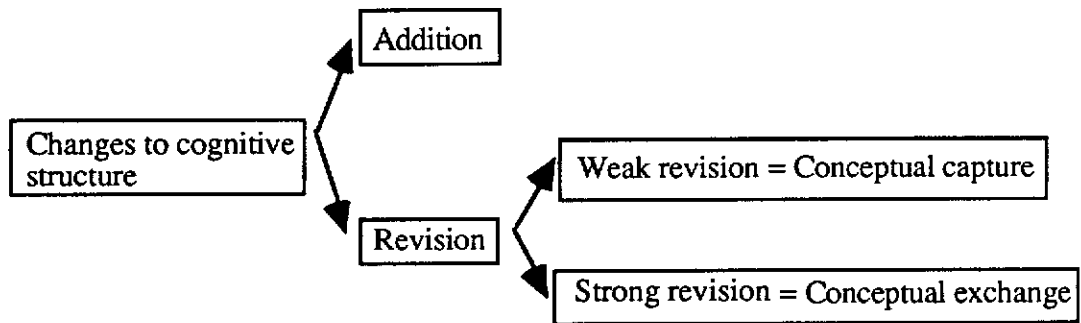 Addition
Changes to cognitive
structure
Weak revision = Conceptual capture
Revision
Strong revision = Conceptual exchange